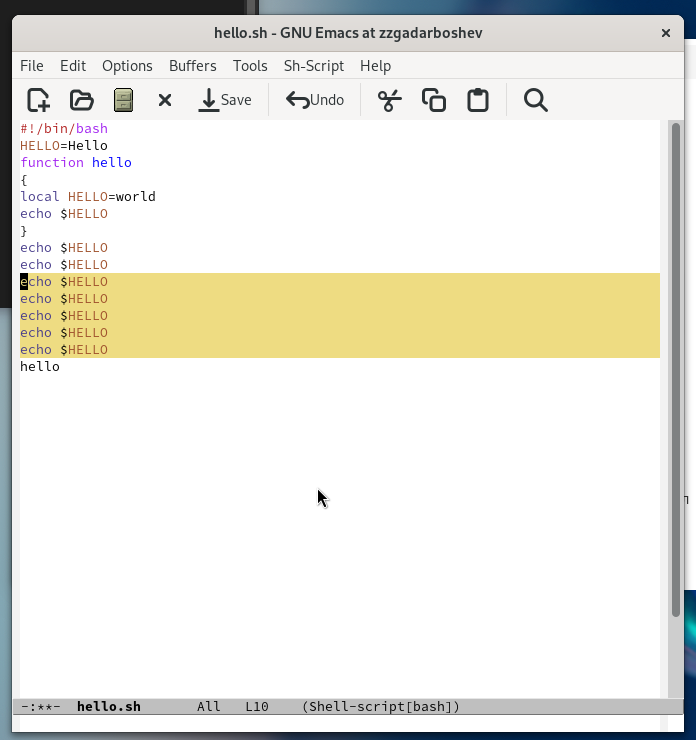 hello.sh - GNU Emacs at zzgadarboshev
File Edit Options Buffers Tools Sh-Script Help
Save Undo
#!/bin/bash
HELLO=Hello
function hello
{
local HELLO=world
echo $HELLO
}
echo $HELLO
echo $HELLO
echo $HELLO
echo $HELLO
echo $HELLO
echo $HELLO
echo $HELLO
hello
-:**- hello.sh All L10 (Shell-script[bash])